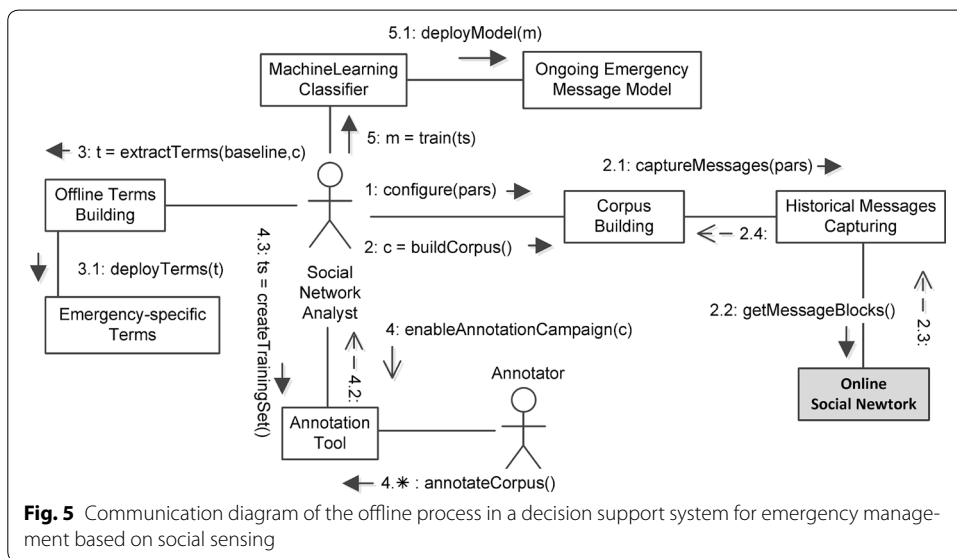 5.1: deployModel(m)
MachineLearning
Classifier
Ongoing Emergency
Message Model
5: m = train(ts)
3: t = extractTerms(baseline,c)
2.1: captureMessages(pars)
1: configure(pars)
Offline Terms
Building
Corpus
Building
Historical Messages
Capturing
2.4:
2: c = buildCorpus()
4.3: ts = createTrainingSet()
3.1: deployTerms(t)
Social
Network
Analyst
2.3:
Emergency-specific
Terms
2.2: getMessageBlocks()
4: enableAnnotationCampaign(c)
4.2:
Annotator
Online
Social Newtork
Annotation
Tool
4.* : annotateCorpus()
Fig. 5 Communication diagram of the offline process in a decision support system for emergency manage-
ment based on social sensing